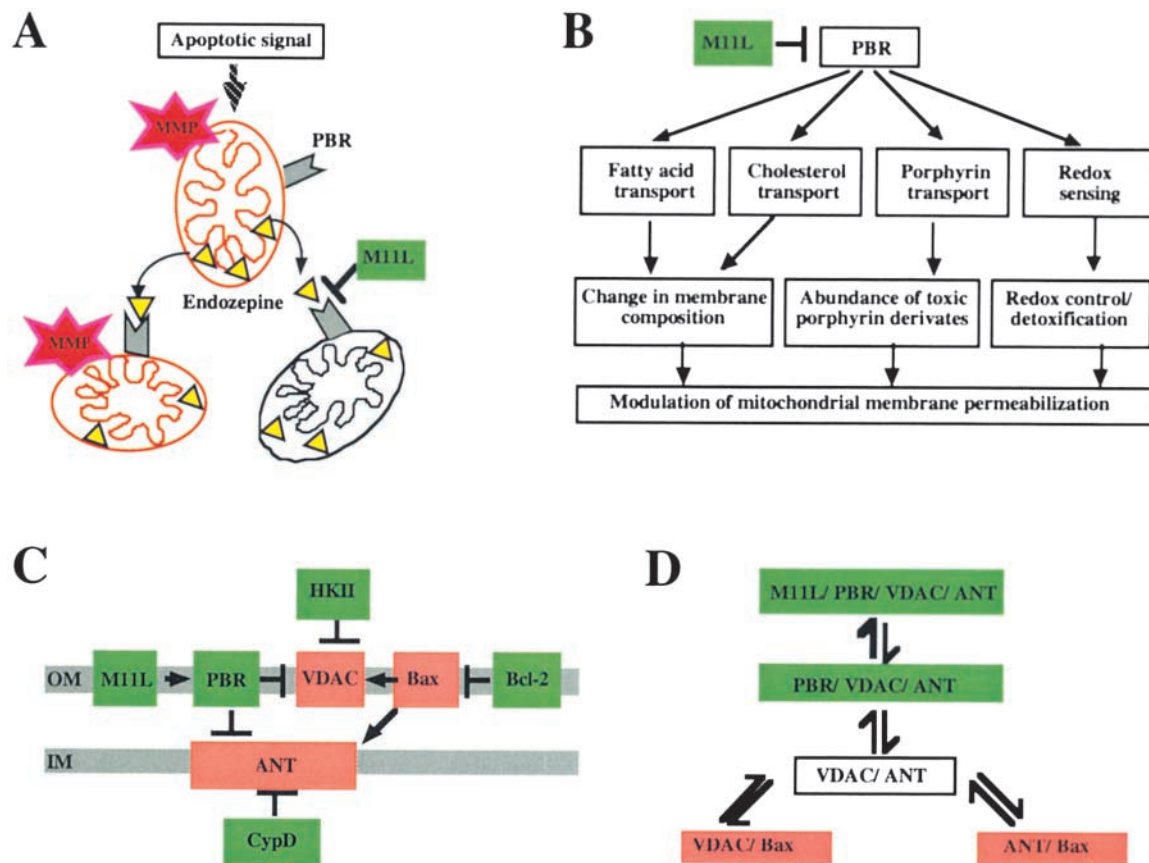 A
Apoptotic signal
MMP
PBR
M11L
Endozepine
MMP
B
M11L
PBR
Fatty acid
transport
Cholesterol
transport
Porphyrin
transport
Redox
sensing
Change in membrane
composition
Abundance of toxic
porphyrin derivates
Redox control/
detoxification
Modulation of mitochondrial membrane permeabilization
C
HKII
OM
M11L
PBR
VDAC
Bax
Bcl-2
IM
ANT
CypD
D
M11L/ PBR/ VDAC/ ANT
PBR/ VDAC/ ANT
VDAC/ ANT
VDAC/ Bax
ANT/ Bax